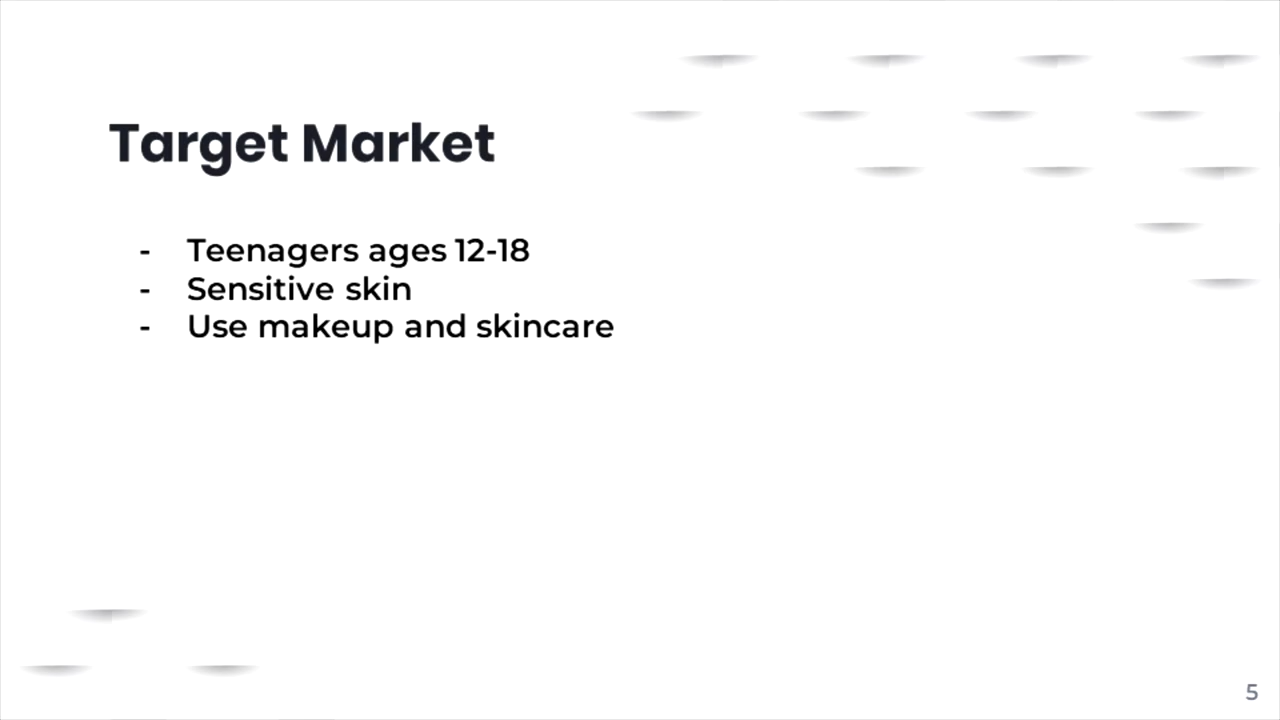 Target Market
- Teenagers ages 12-18
- Sensitive skin
- Use makeup and skincare
5